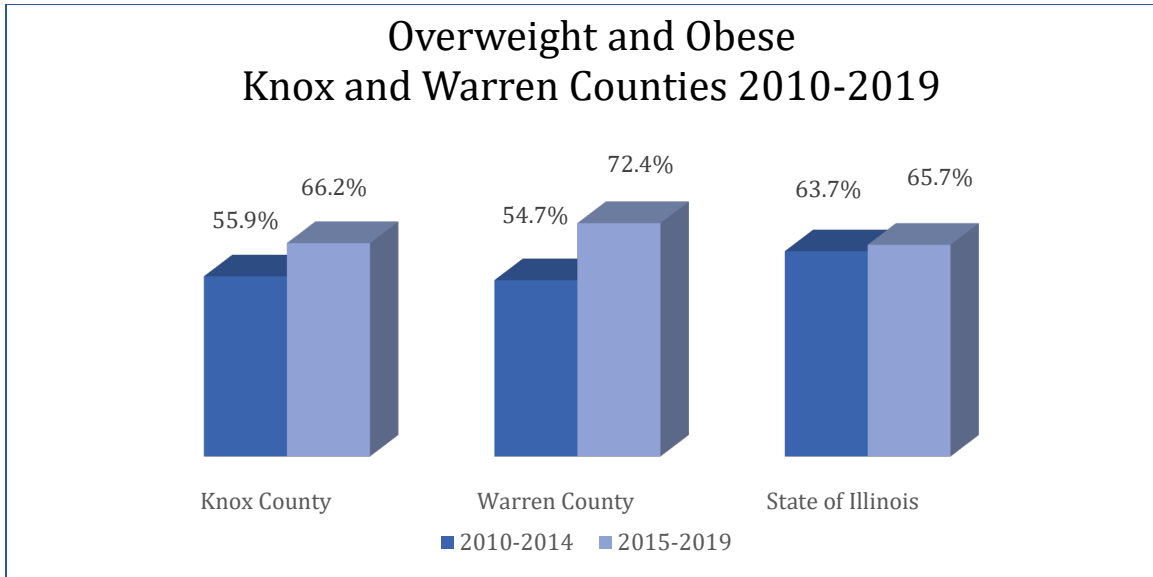 Overweight and Obese
Knox and Warren Counties 2010-2019
55.9%
66.2%
54.7%
72.4%
63.7%
65.7%
Knox County
Warren County
State of Illinois
2010-2014
2015-2019